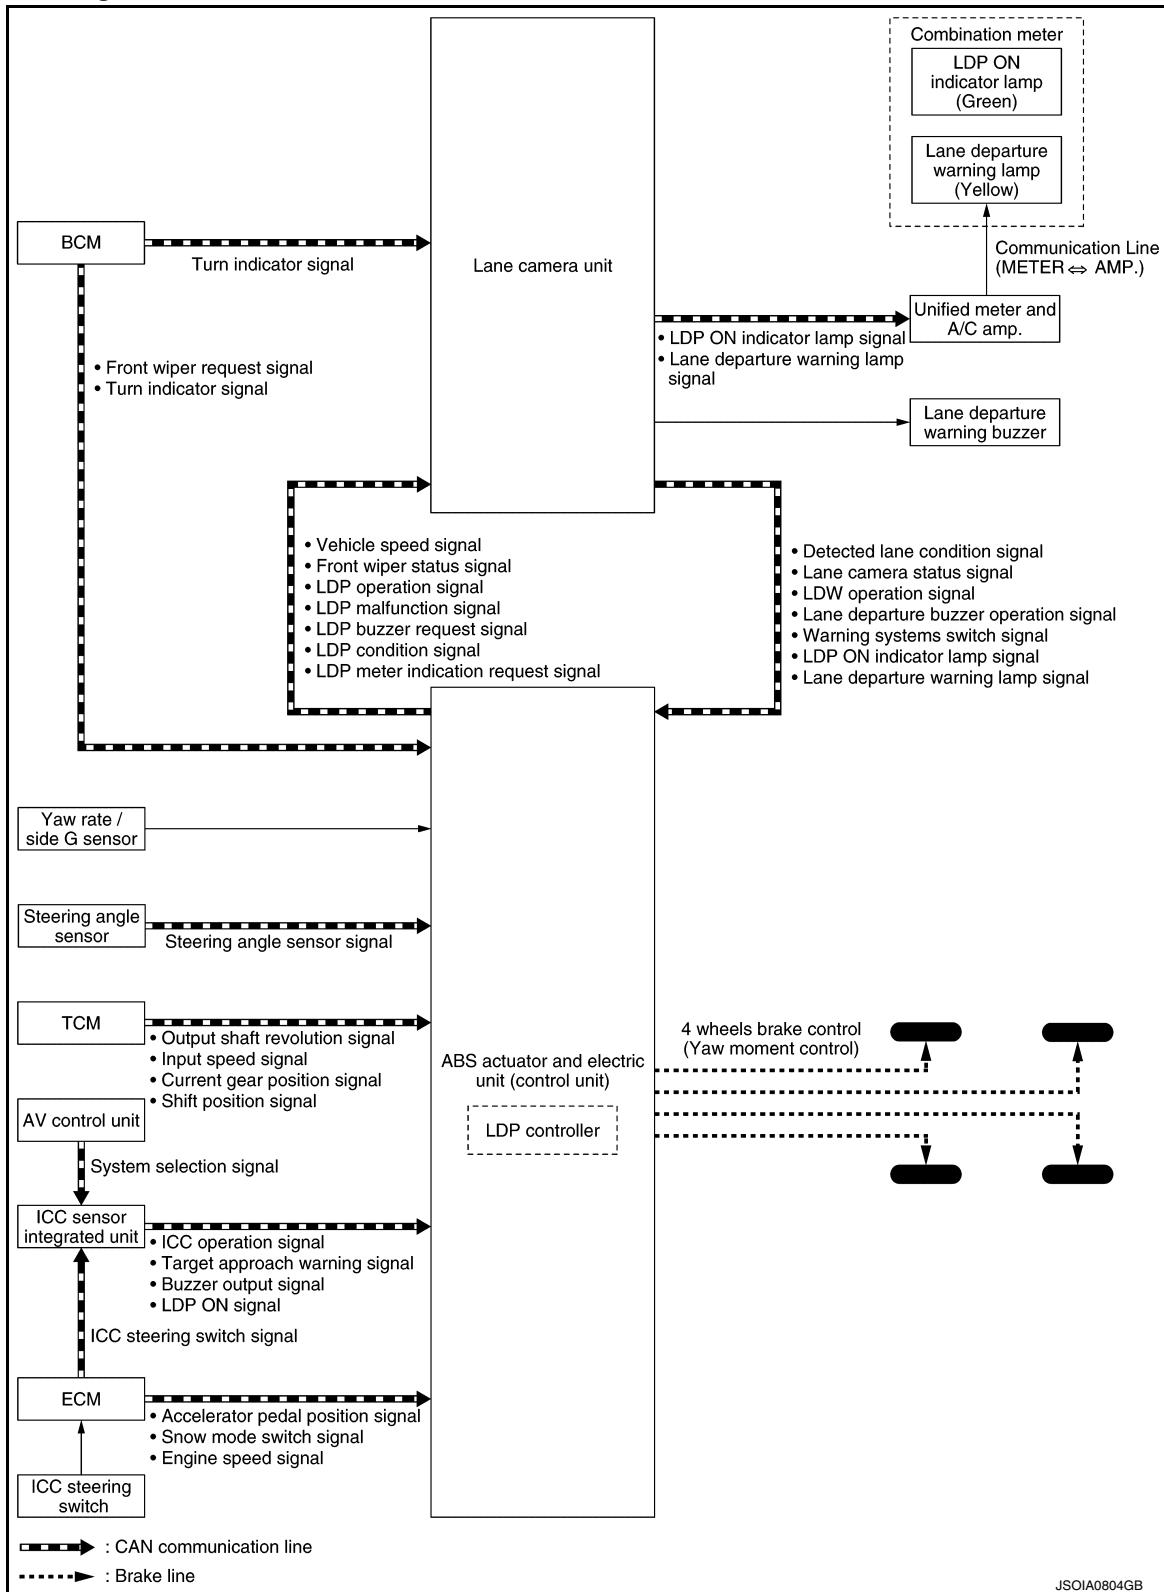 Combination meter
LDP ON
indicator lamp
(Green)
Lane departure
warning lamp
(Yellow)
BCM
Turn indicator signal
Lane camera unit
Communication Line
(METER ⇔ AMP.)
Unified meter and
A/C amp.
• LDP ON indicator lamp signal
• Lane departure warning lamp
signal
• Front wiper request signal
• Turn indicator signal
Lane departure
warning buzzer
• Vehicle speed signal
• Front wiper status signal
• LDP operation signal
• LDP malfunction signal
• LDP buzzer request signal
• LDP condition signal
• LDP meter indication request signal
• Detected lane condition signal
• Lane camera status signal
• LDW operation signal
• Lane departure buzzer operation signal
• Warning systems switch signal
• LDP ON indicator lamp signal
• Lane departure warning lamp signal
Yaw rate /
side G sensor
Steering angle
sensor
Steering angle sensor signal
TCM
• Output shaft revolution signal
• Input speed signal
• Current gear position signal
• Shift position signal
ABS actuator and electric
unit (control unit)
LDP controller
4 wheels brake control
(Yaw moment control)
AV control unit
System selection signal
ICC sensor
integrated unit
• ICC operation signal
• Target approach warning signal
• Buzzer output signal
• LDP ON signal
ICC steering switch signal
ECM
• Accelerator pedal position signal
• Snow mode switch signal
• Engine speed signal
ICC steering
switch
: CAN communication line
: Brake line
JSOIA0804GB